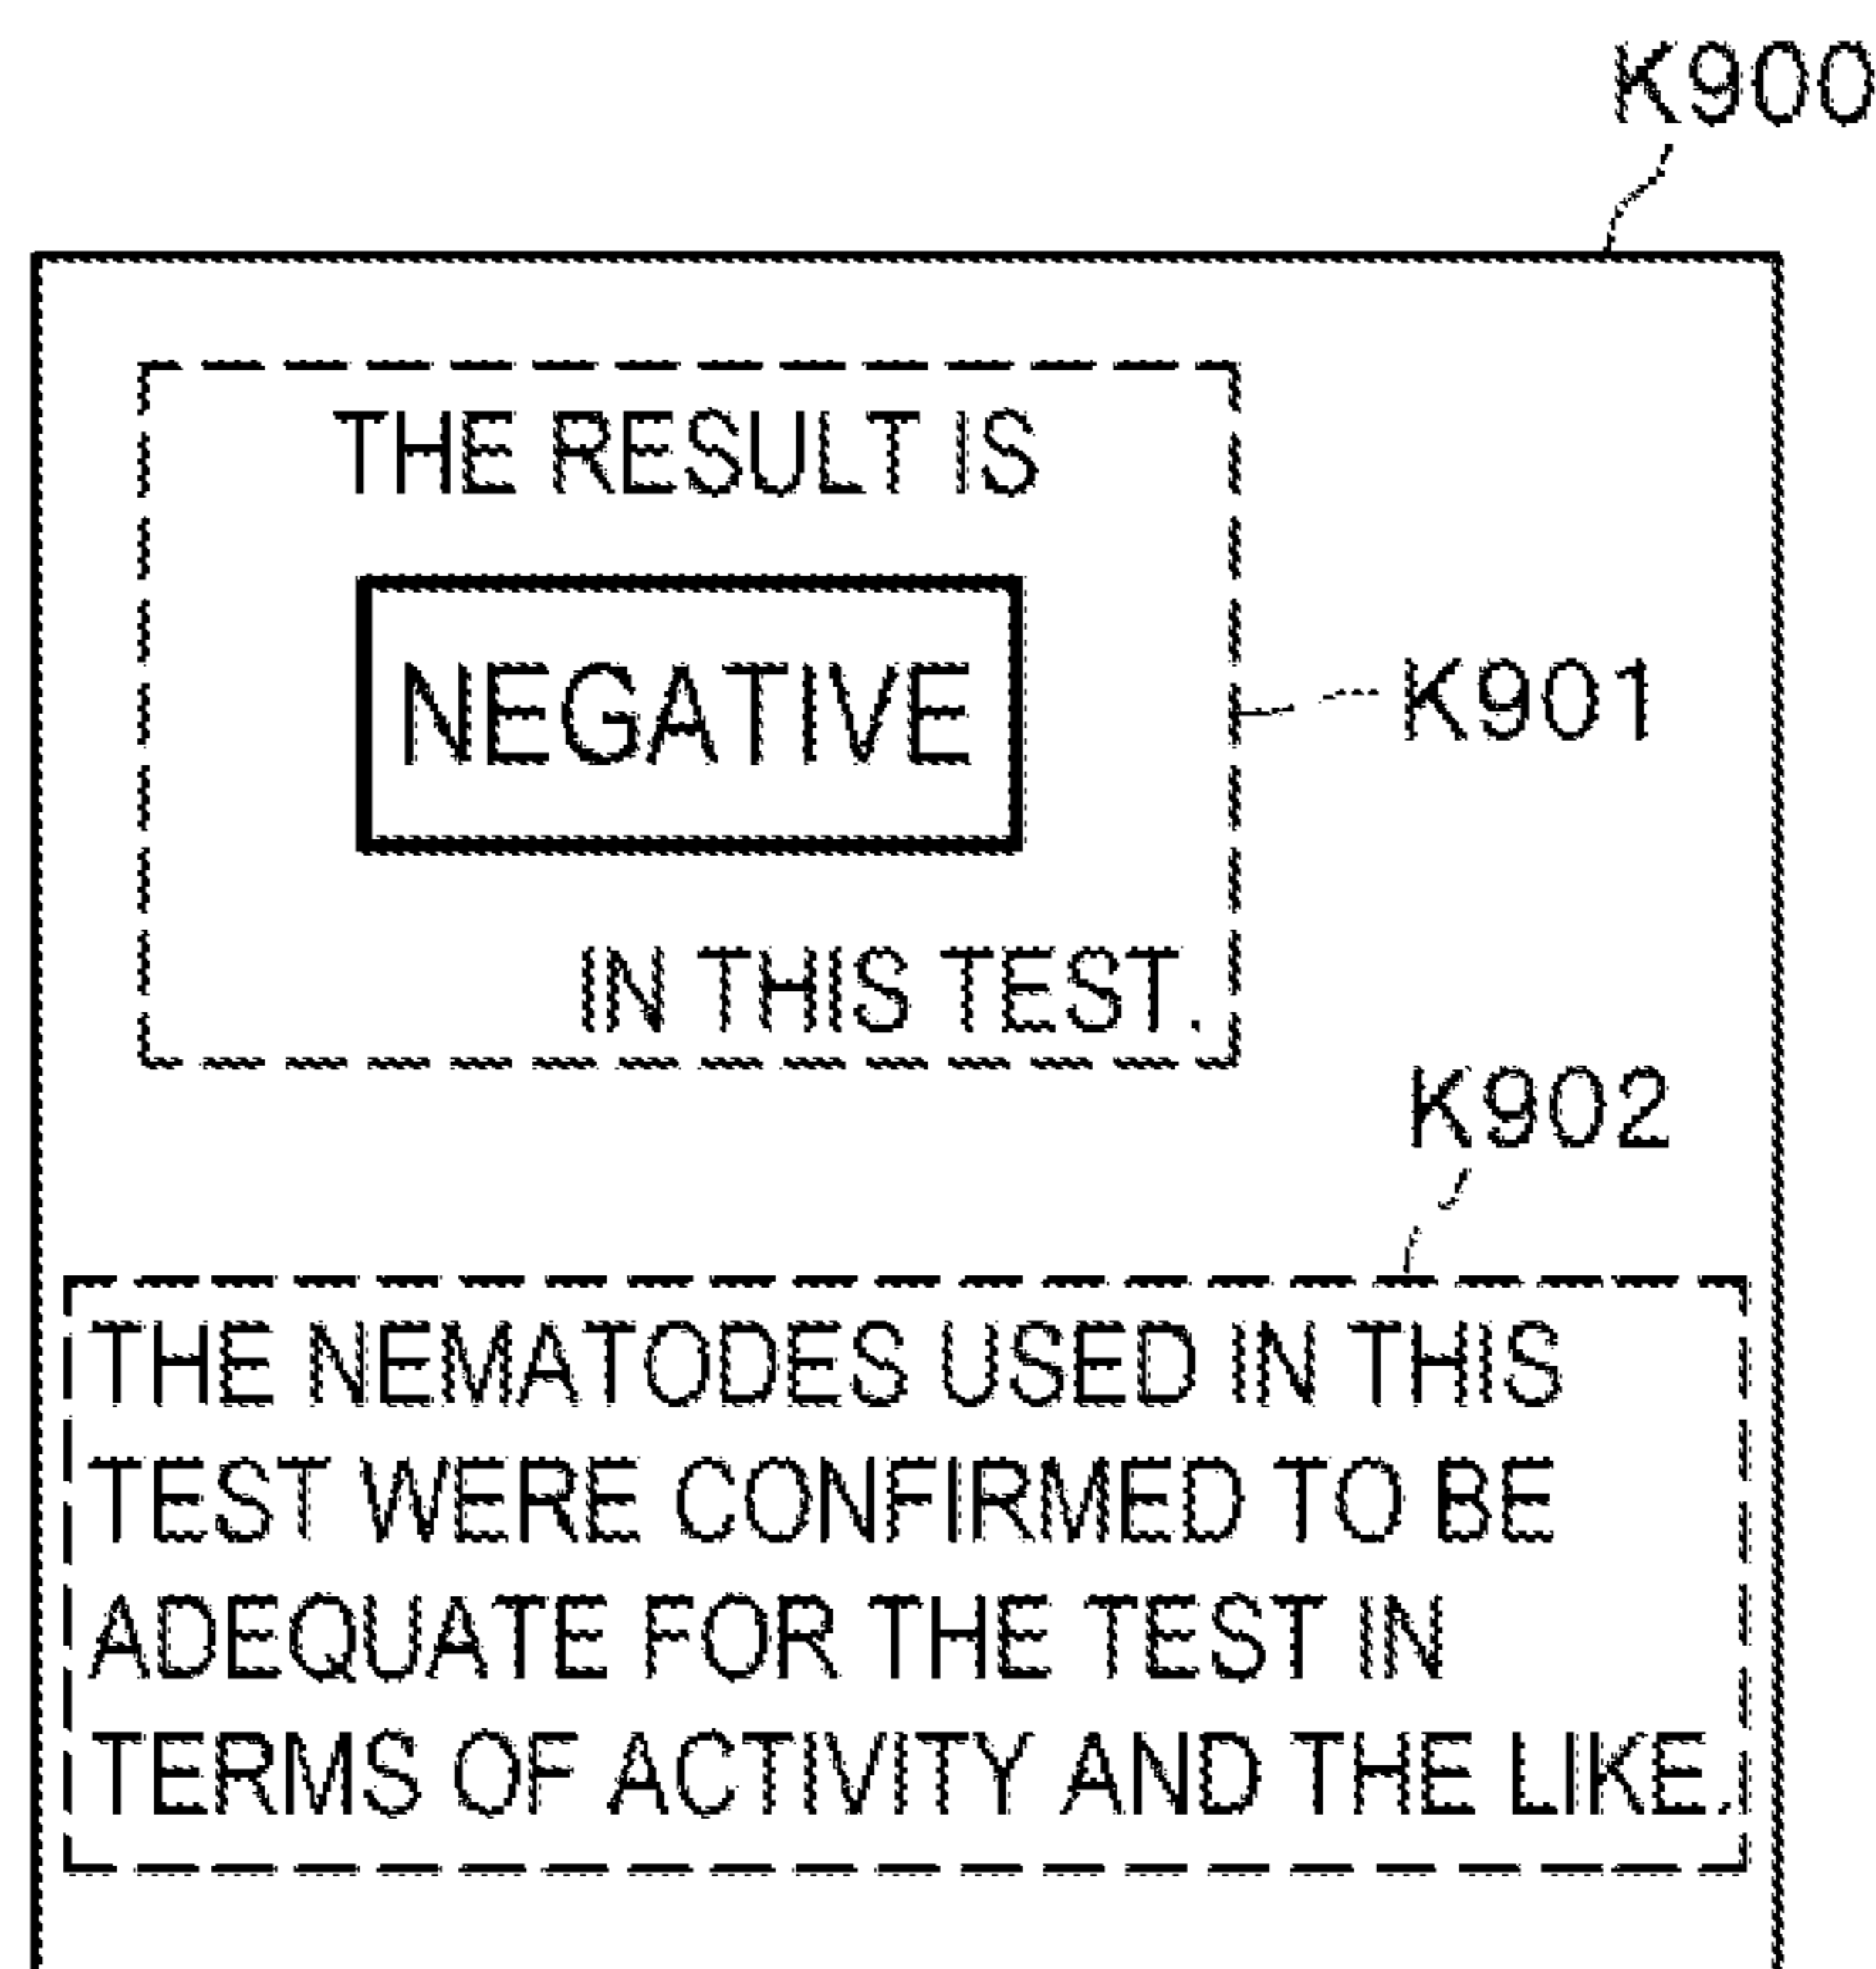 K900
THE RESULT IS
NEGATIVE
K901
IN THIS TEST.
K902
THE NEMATODES USED IN THIS
TEST WERE CONFIRMED TO BE
ADEQUATE FOR THE TEST IN
TERMS OF ACTIVITY AND THE LIKE.